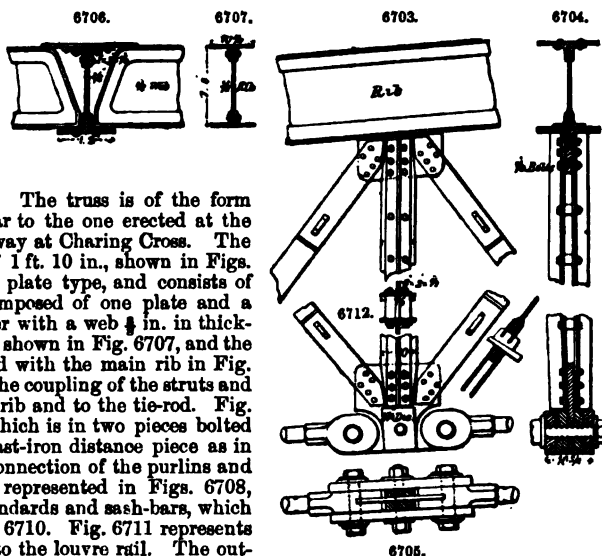 6706.
6707.
6703.
6704.
Rib
6712.
The truss is of the form
ar to the one erected at the
way at Charing Cross. The
1 ft. 10 in., shown in Figs.
plate type, and consists of
mposed of one plate and a
er with a web in. in thick-
shown in Fig. 6707, and the
d with the main rib in Fig.
he coupling of the struts and
rib and to the tie-rod. Fig.
hich is in two pieces bolted
ast-iron distance piece as in
onnection of the purlins and
represented in Figs. 6708,
ndards and sash-bars, which
6710. Fig. 6711 represents
to the louvre rail. The out-
6705.